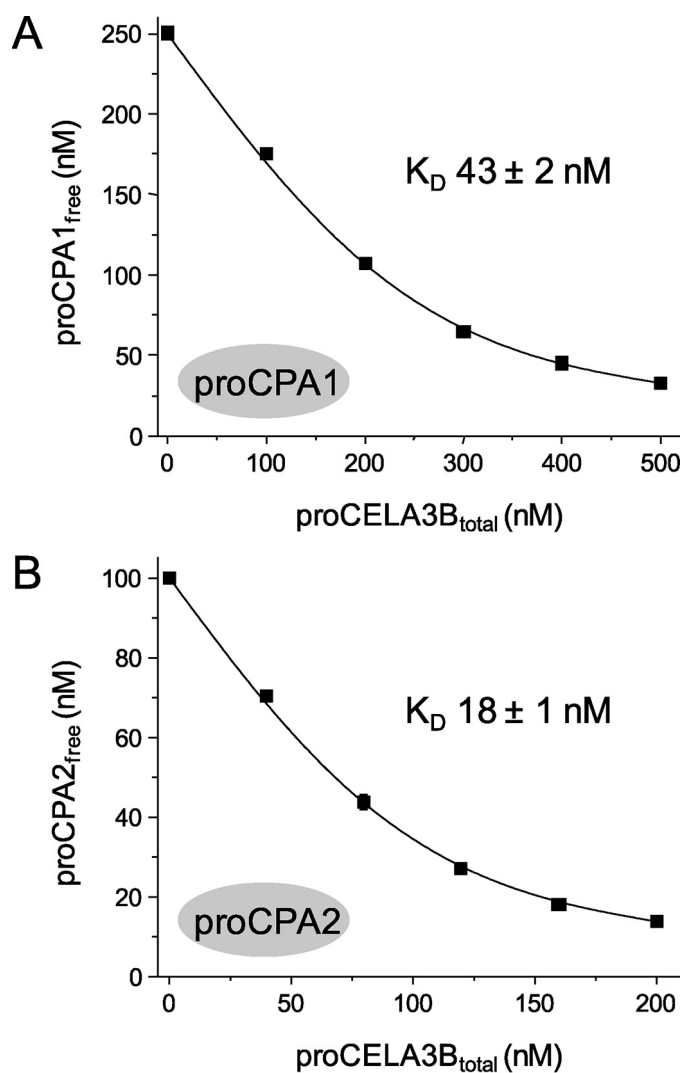 A
proCPA1free (nM)
250
200
150
100
50
0
KD 43 ± 2 nM
proCPA1
0 100 200 300 400 500
proCELA3Btotal (nM)
B
proCPA2free (nM)
100
80
60
40
20
0
KD 18 ± 1 nM
proCPA2
0 50 100 150 200
proCELA3Btotal (nM)